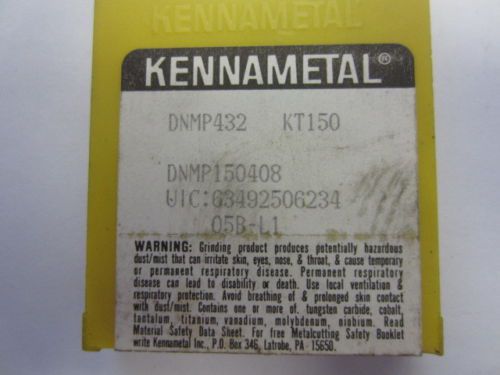 KENNAMETAL
KENNAMETAL®
DNMP432 KT150
DNMP150408
UIC:63492506234
05B-L1
WARNING: Grinding product produces potentially hazardous
dust/mist that can irritate skin, eyes, nose, & throat, & cause temporary
or permanent respiratory disease. Permanent respiratory
disease can lead to disability or death. Use local ventilation &
respiratory protection. Avoid breathing of & prolonged skin contact
with dust/mist. Contains one or more of: tungsten carbide, cobalt,
tantalum, titanium, vanadium, molybdenum, niobium. Read
Material Safety Data Sheet. For free Metalcutting Safety Booklet
write Kennametal Inc., P.O. Box 346, Latrobe, PA 15650.